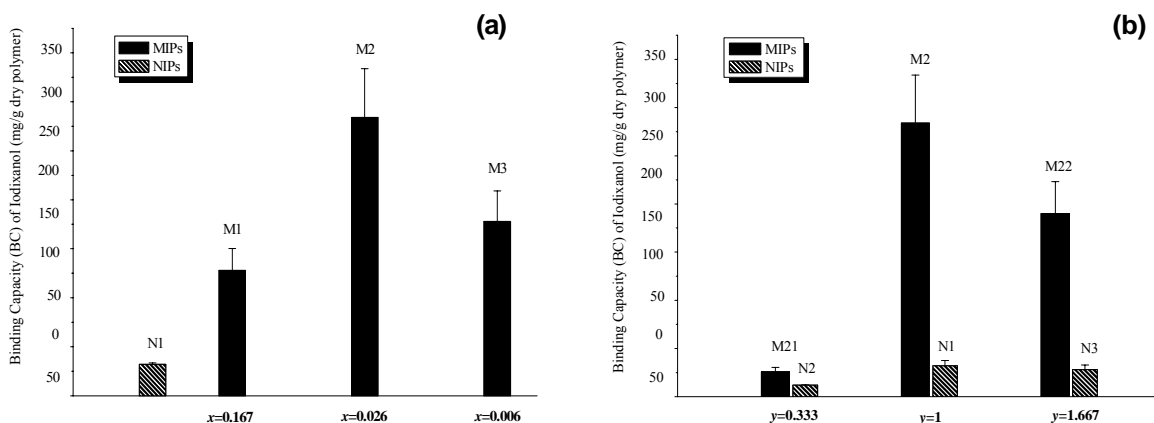 (a)
MIPs
NIPs
Binding Capacity (BC) of Iodixanol (mg/g dry polymer)
350
300
250
200
150
100
50
0
50
N1
M1
M2
M3
x=0.167
x=0.026
x=0.006
(b)
MIPs
NIPs
Binding Capacity (BC) of Iodixanol (mg/g dry polymer)
350
300
250
200
150
100
50
0
50
M21
N2
M2
N1
M22
N3
y=0.333
y=1
y=1.667